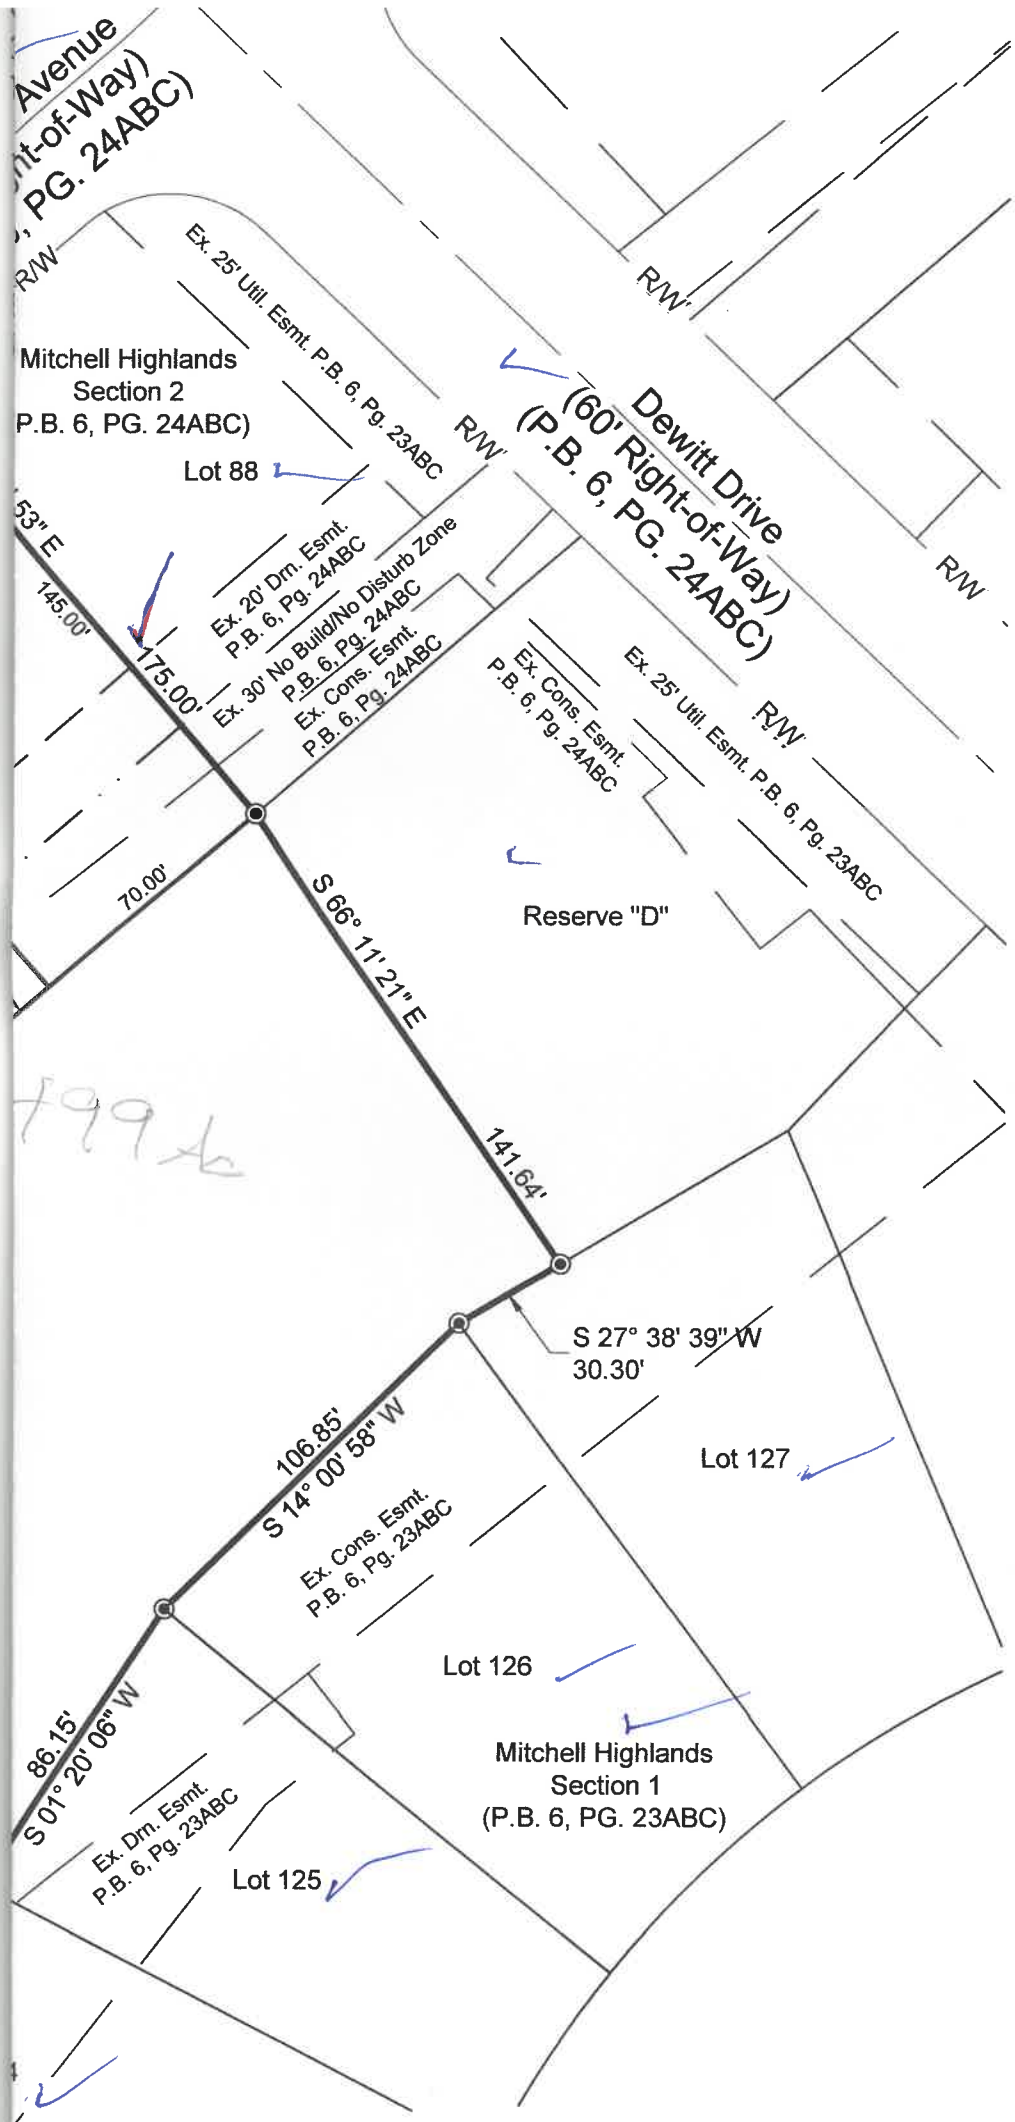 Avenue
ht-of-Way)
, PG. 24ABC)
R/W
Ex. 25' Util. Esmt. P.B. 6, Pg. 23ABC
R/W
Mitchell Highlands
Section 2
P.B. 6, PG. 24ABC)
Lot 88
R/W
Dewitt Drive
(60' Right-of-Way)
(P.B. 6, PG. 24ABC)
R/W
53" E
145.00'
175.00'
Ex. 20' Drn. Esmt.
P.B. 6, Pg. 24ABC
Ex. 30' No Build/No Disturb Zone
P.B. 6, Pg. 24ABC
Ex. Cons. Esmt.
P.B. 6, Pg. 24ABC
Ex. Cons. Esmt.
P.B. 6, Pg. 24ABC
Ex. 25' Util. Esmt. P.B. 6, Pg. 23ABC
R/W
70.00'
S 66° 11' 21" E
141.64'
Reserve "D"
499 Ac
S 27° 38' 39" W
30.30'
106.85'
S 14° 00' 58" W
Lot 127
Ex. Cons. Esmt.
P.B. 6, Pg. 23ABC
Lot 126
86.15'
S 01° 20' 06" W
Mitchell Highlands
Section 1
(P.B. 6, PG. 23ABC)
Ex. Drn. Esmt.
P.B. 6, Pg. 23ABC
Lot 125